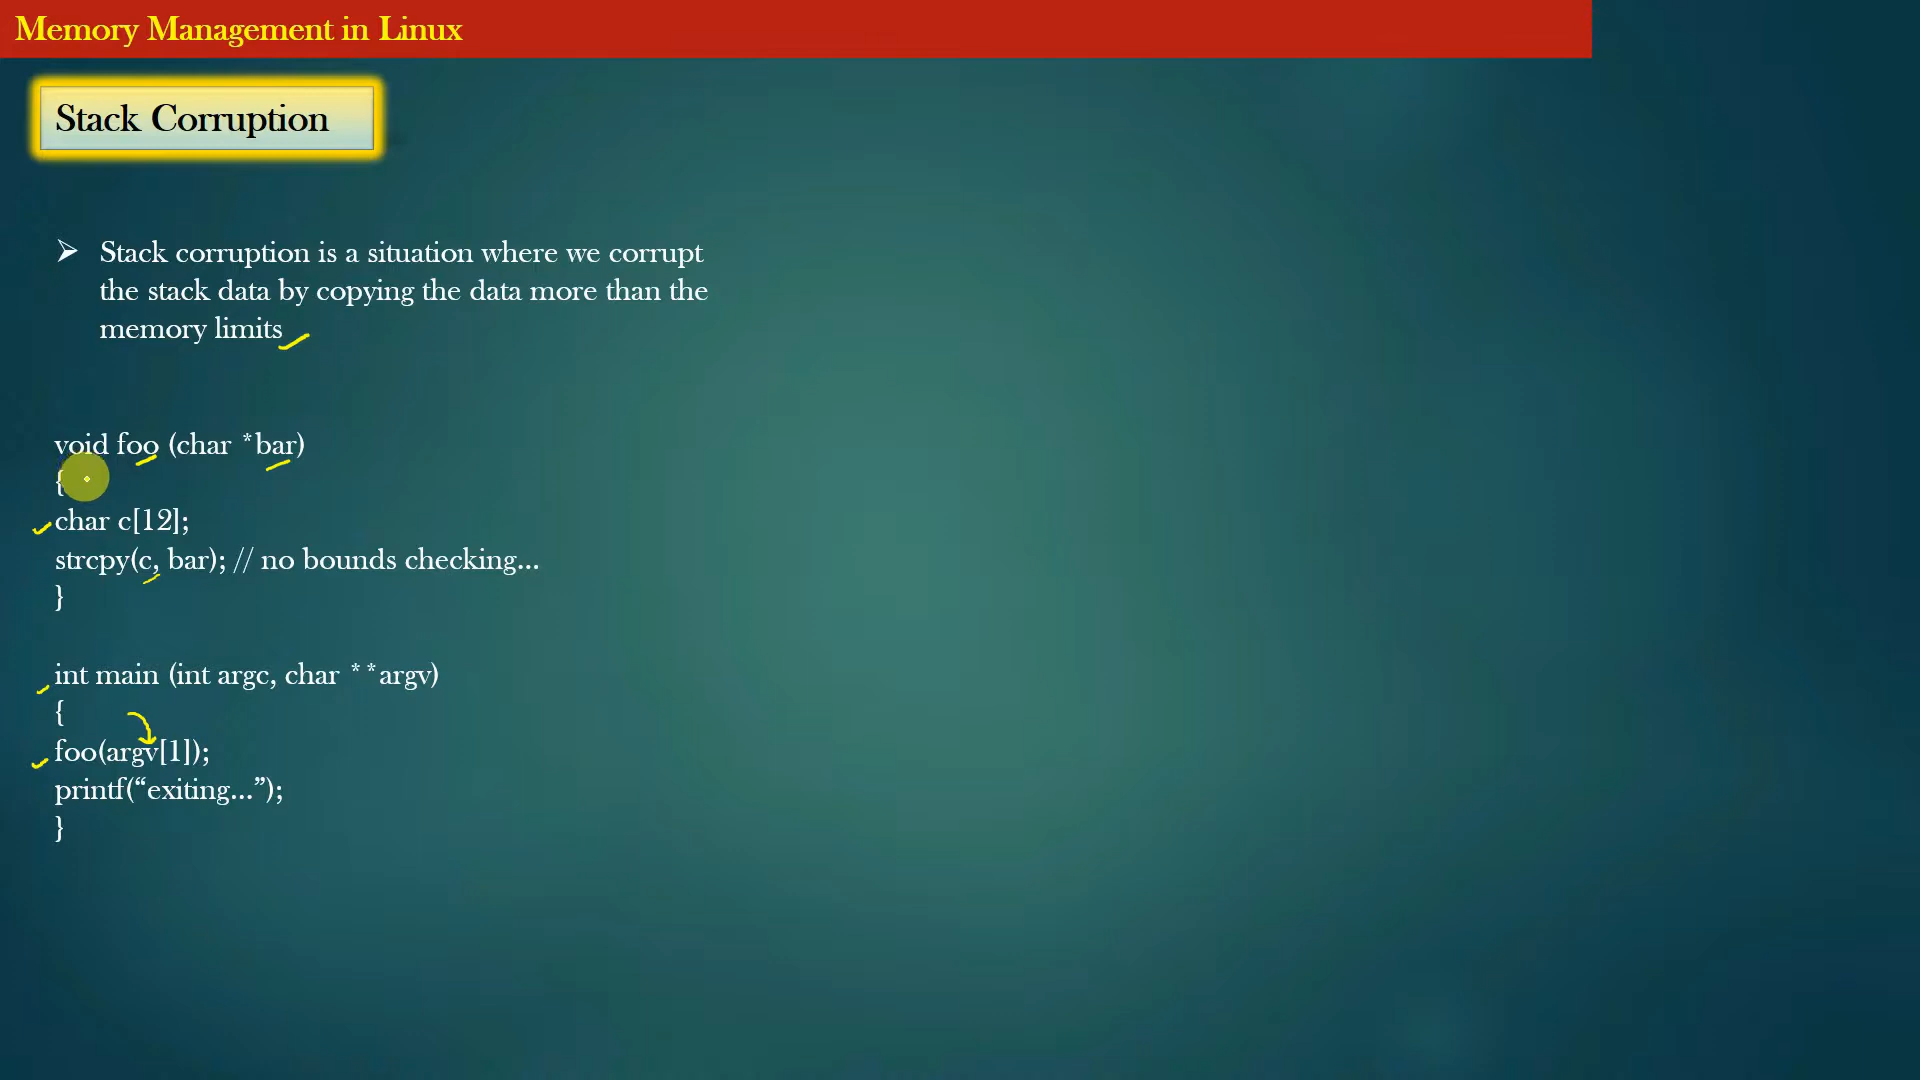 Memory Management in Linux
Stack Corruption
Stack corruption is a situation where we corrupt
the stack data by copying the data more than the
memory limits
void foo (char *bar)
{
char c[12];
strcpy(c, bar); // no bounds checking...
}
int main (int argc, char **argv)
{
foo(argv[1]);
printf(“exiting...”);
}